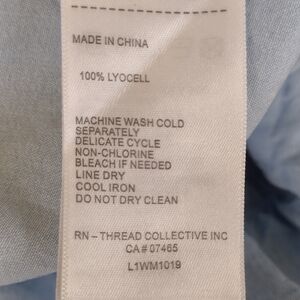 MADE IN CHINA
100% LYOCELL
MACHINE WASH COLD
SEPARATELY
DELICATE CYCLE
NON-CHLORINE
BLEACH IF NEEDED
LINE DRY
COOL IRON
DO NOT DRY CLEAN
RN – THREAD COLLECTIVE INC
CA# 07465
L1WM1019